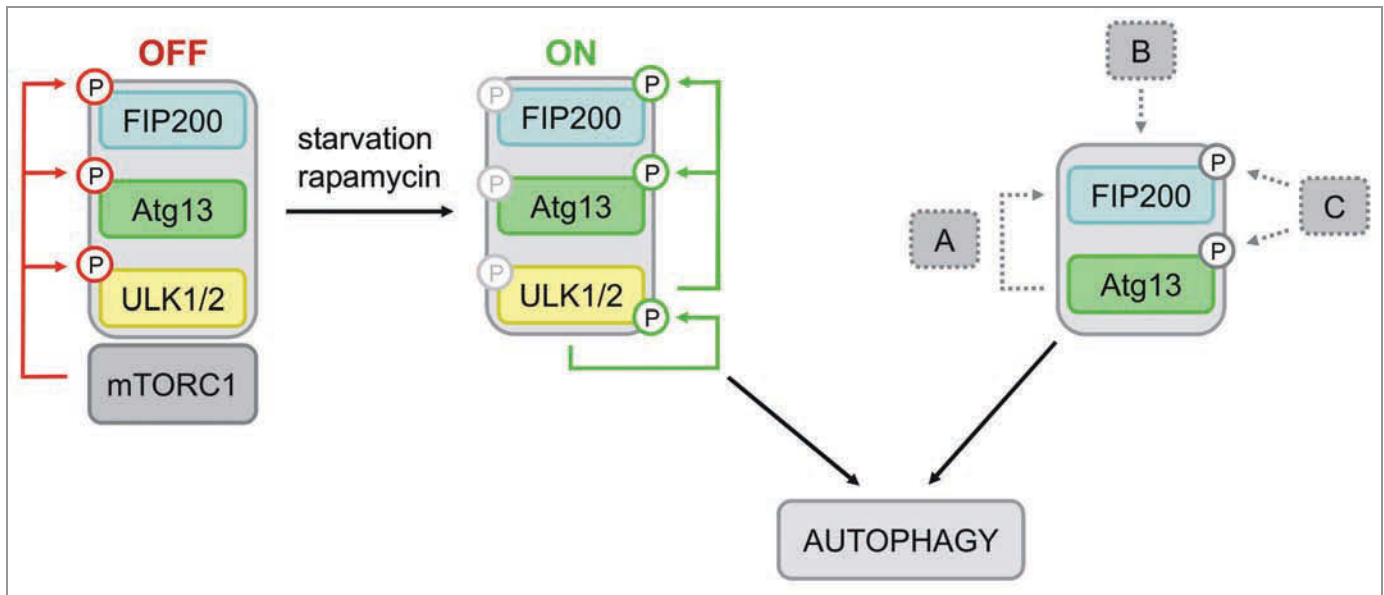 OFF
P
FIP200
P
Atg13
P
ULK1/2
mTORC1
starvation
rapamycin
ON
P
P
FIP200
P
P
Atg13
P
ULK1/2
P
B
A
P
FIP200
C
P
Atg13
AUTOPHAGY